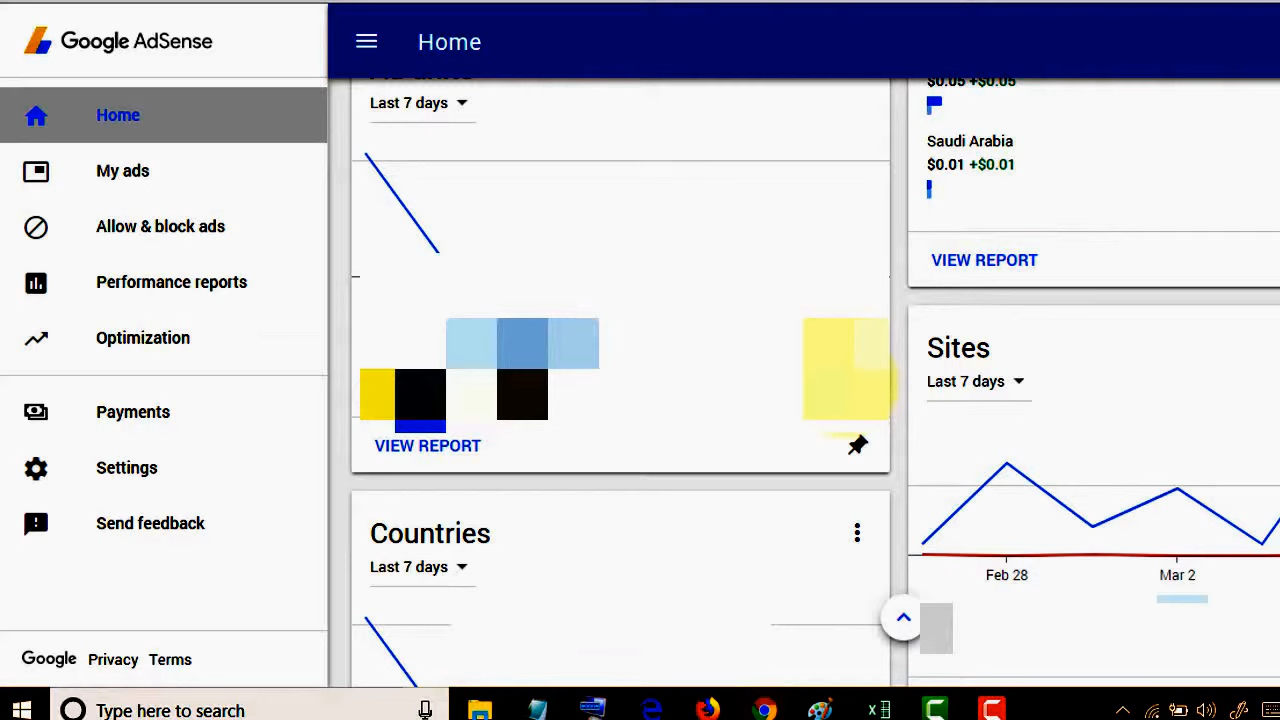 Google AdSense
Home
Home
My ads
Allow & block ads
Performance reports
Optimization
Payments
Settings
Send feedback
Google Privacy Terms
Last 7 days
VIEW REPORT
Countries
Last 7 days
$0.05 +$0.05
Saudi Arabia
$0.01 +$0.01
VIEW REPORT
Sites
Last 7 days
Feb 28
Mar 2
Type here to search